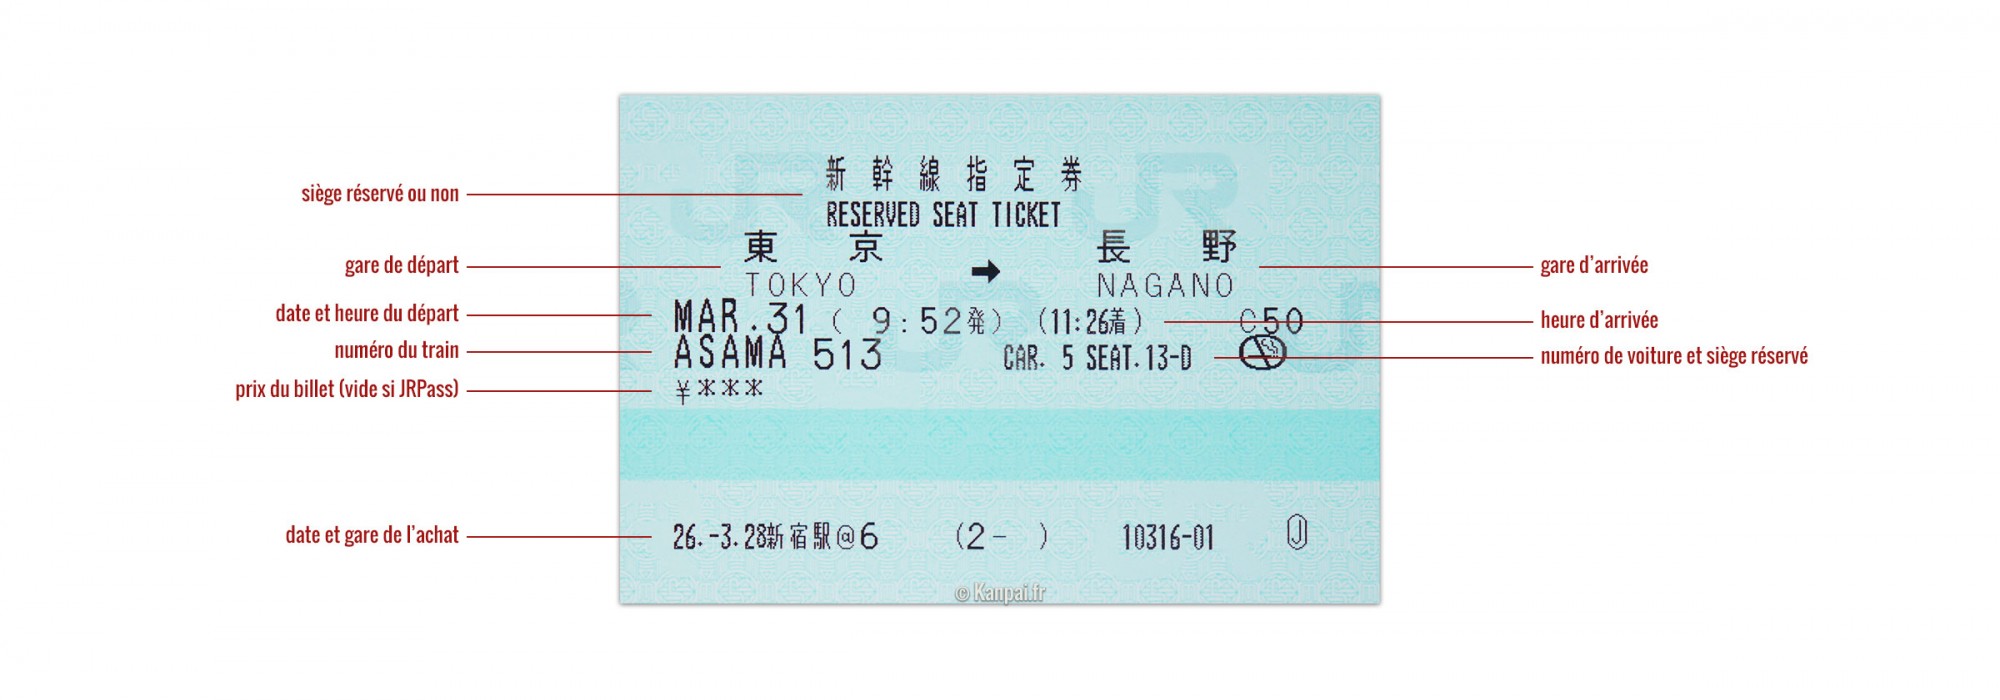 新幹線指定券
siège réservé ou non
RESERVED SEAT TICKET
東京 ➡ 長野
gare de départ
gare d'arrivée
TOKYO NAGANO
date et heure du départ
MAR.31 ( 9:52発) (11:26着) C50
heure d'arrivée
numéro du train
ASAMA 513 CAR. 5 SEAT.13-D
numéro de voiture et siège réservé
prix du billet (vide si JRPass)
¥***
date et gare de l'achat
26.-3.28新宿駅@6 (2- ) 10316-01 J
© Kanpai.fr
JR JR